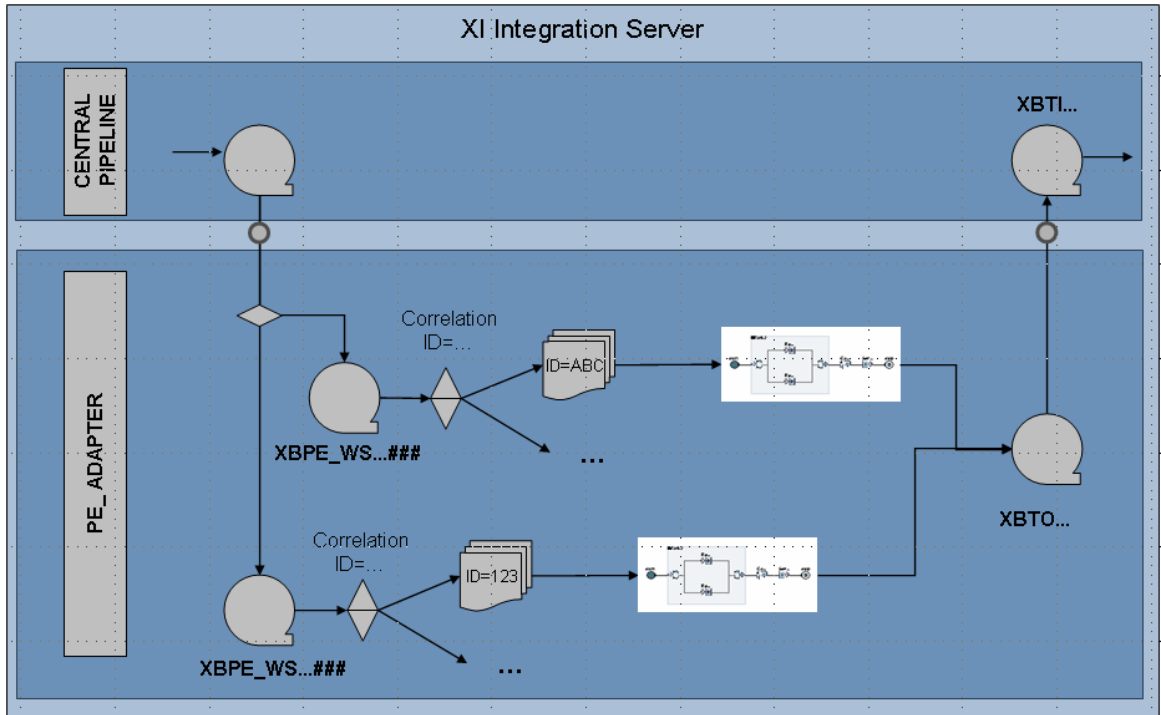 XI Integration Server
CENTRAL
PIPELINE
XBTI...
PE_ADAPTER
Correlation
ID=...
ID=ABC
XBPE_WS...###
...
XBTO...
Correlation
ID=...
ID=123
XBPE_WS...###
...